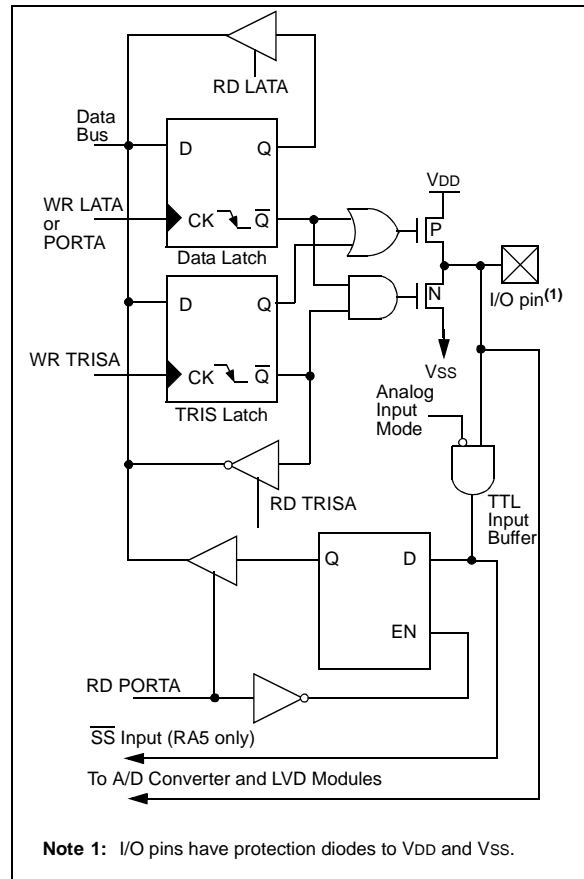 RD LATA
Data
Bus
D Q
VDD
WR LATA
or
PORTA
CK Q̅
P
Data Latch
D Q
N
I/O pin(1)
WR TRISA
CK Q̅
VSS
TRIS Latch
Analog
Input
Mode
TTL
Input
Buffer
RD TRISA
Q D
EN
RD PORTA
S̅S̅ Input (RA5 only)
To A/D Converter and LVD Modules
Note 1: I/O pins have protection diodes to VDD and VSS.